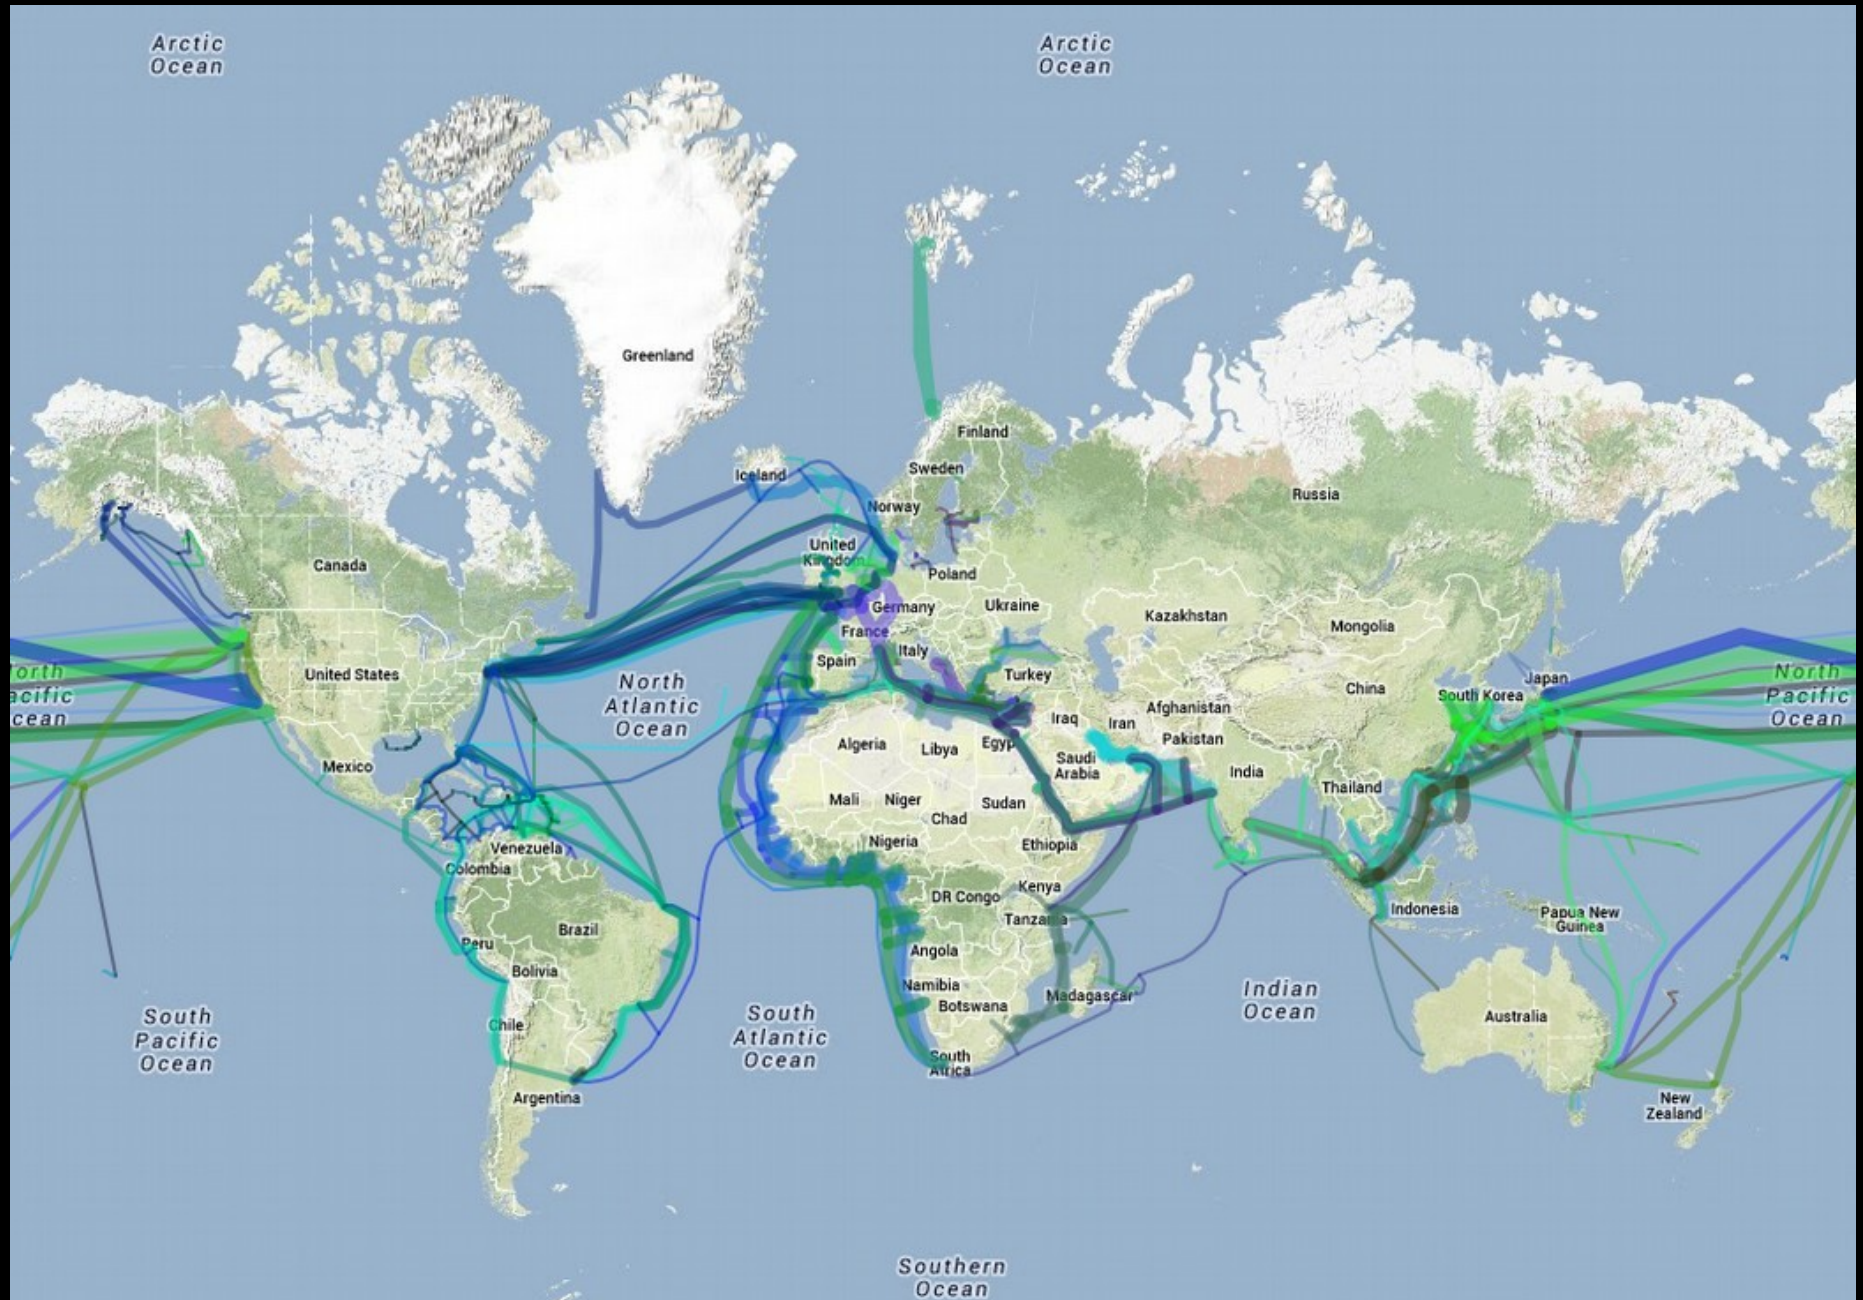 Arctic
Ocean
Arctic
Ocean
Greenland
Finland
Iceland
Sweden
Russia
Norway
United
Kingdom
Canada
Poland
Germany
Ukraine
Kazakhstan
Mongolia
France
Italy
Spain
United States
Turkey
North
Atlantic
Ocean
orth
acific
cean
China
South Korea
Japan
North
Pacific
Ocean
Afghanistan
Iraq
Iran
Pakistan
Algeria
Libya
Egyp
Mexico
Saudi
Arabia
India
Thailand
Mali
Niger
Sudan
Chad
Nigeria
Ethiopia
Venezuela
Colombia
Kenya
DR Congo
Tanzania
Indonesia
Papua New
Guinea
Brazil
Peru
Angola
Bolivia
Namibia
Botswana
Madagascar
Indian
Ocean
South
Pacific
Ocean
Chile
South
Atlantic
Ocean
Australia
South
Africa
Argentina
New
Zealand
Southern
Ocean